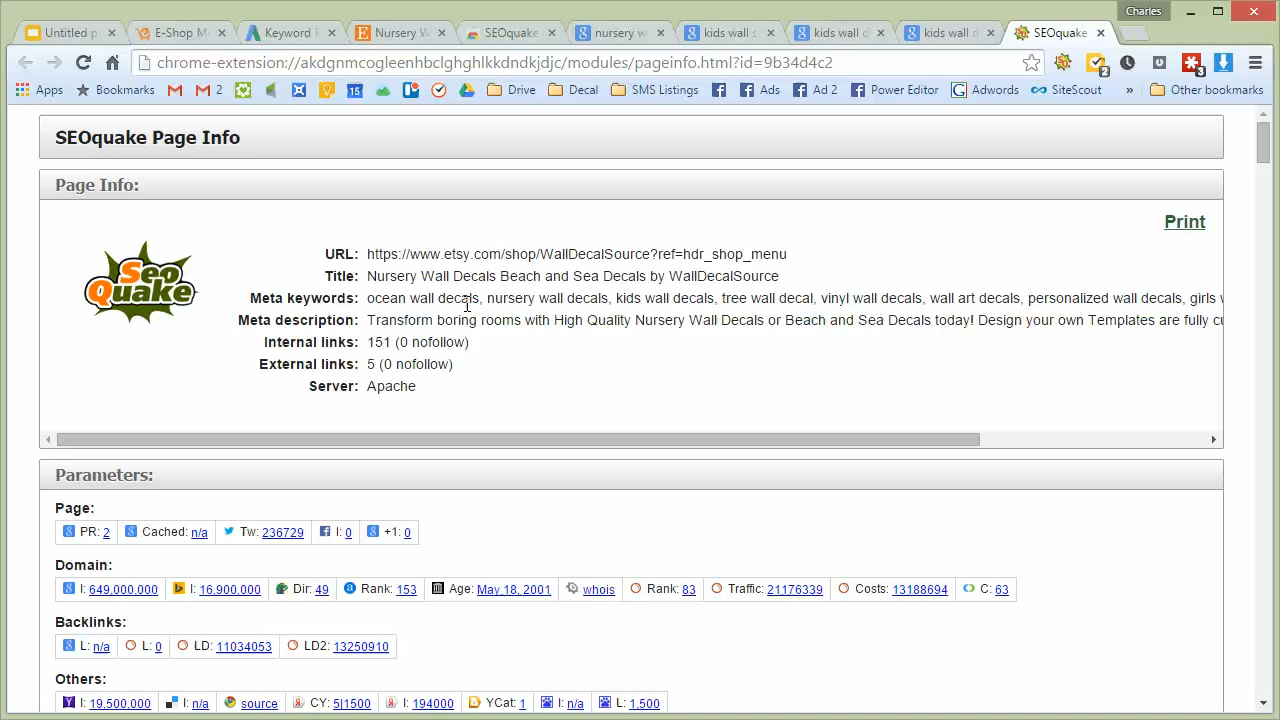 Charles
Untitled p
E-Shop M
Keyword P
Nursery W
SEOquake
nursery w
kids wall s
kids wall d
kids wall d
SEOquake
chrome-extension://akdgnmcogleenhbclghghlkkdndkjdjc/modules/pageinfo.html?id=9b34d4c2
2
3
Apps Bookmarks M 2 15 Drive Decal SMS Listings Ads Ad 2 Power Editor Adwords SiteScout » Other bookmarks
SEOquake Page Info
Page Info:
Print
Seo Quake
URL: https://www.etsy.com/shop/WallDecalSource?ref=hdr_shop_menu
Title: Nursery Wall Decals Beach and Sea Decals by WallDecalSource
Meta keywords: ocean wall decals, nursery wall decals, kids wall decals, tree wall decal, vinyl wall decals, wall art decals, personalized wall decals, girls w
Meta description: Transform boring rooms with High Quality Nursery Wall Decals or Beach and Sea Decals today! Design your own Templates are fully cu
Internal links: 151 (0 nofollow)
External links: 5 (0 nofollow)
Server: Apache
Parameters:
Page:
PR: 2 Cached: n/a Tw: 236729 I: 0 +1: 0
Domain:
I: 649,000,000 I: 16,900,000 Dir: 49 Rank: 153 Age: May 18, 2001 whois Rank: 83 Traffic: 21176339 Costs: 13188694 C: 63
Backlinks:
L: n/a L: 0 LD: 11034053 LD2: 13250910
Others:
I: 19,500,000 I: n/a source CY: 5|1500 I: 194000 YCat: 1 I: n/a L: 1,500